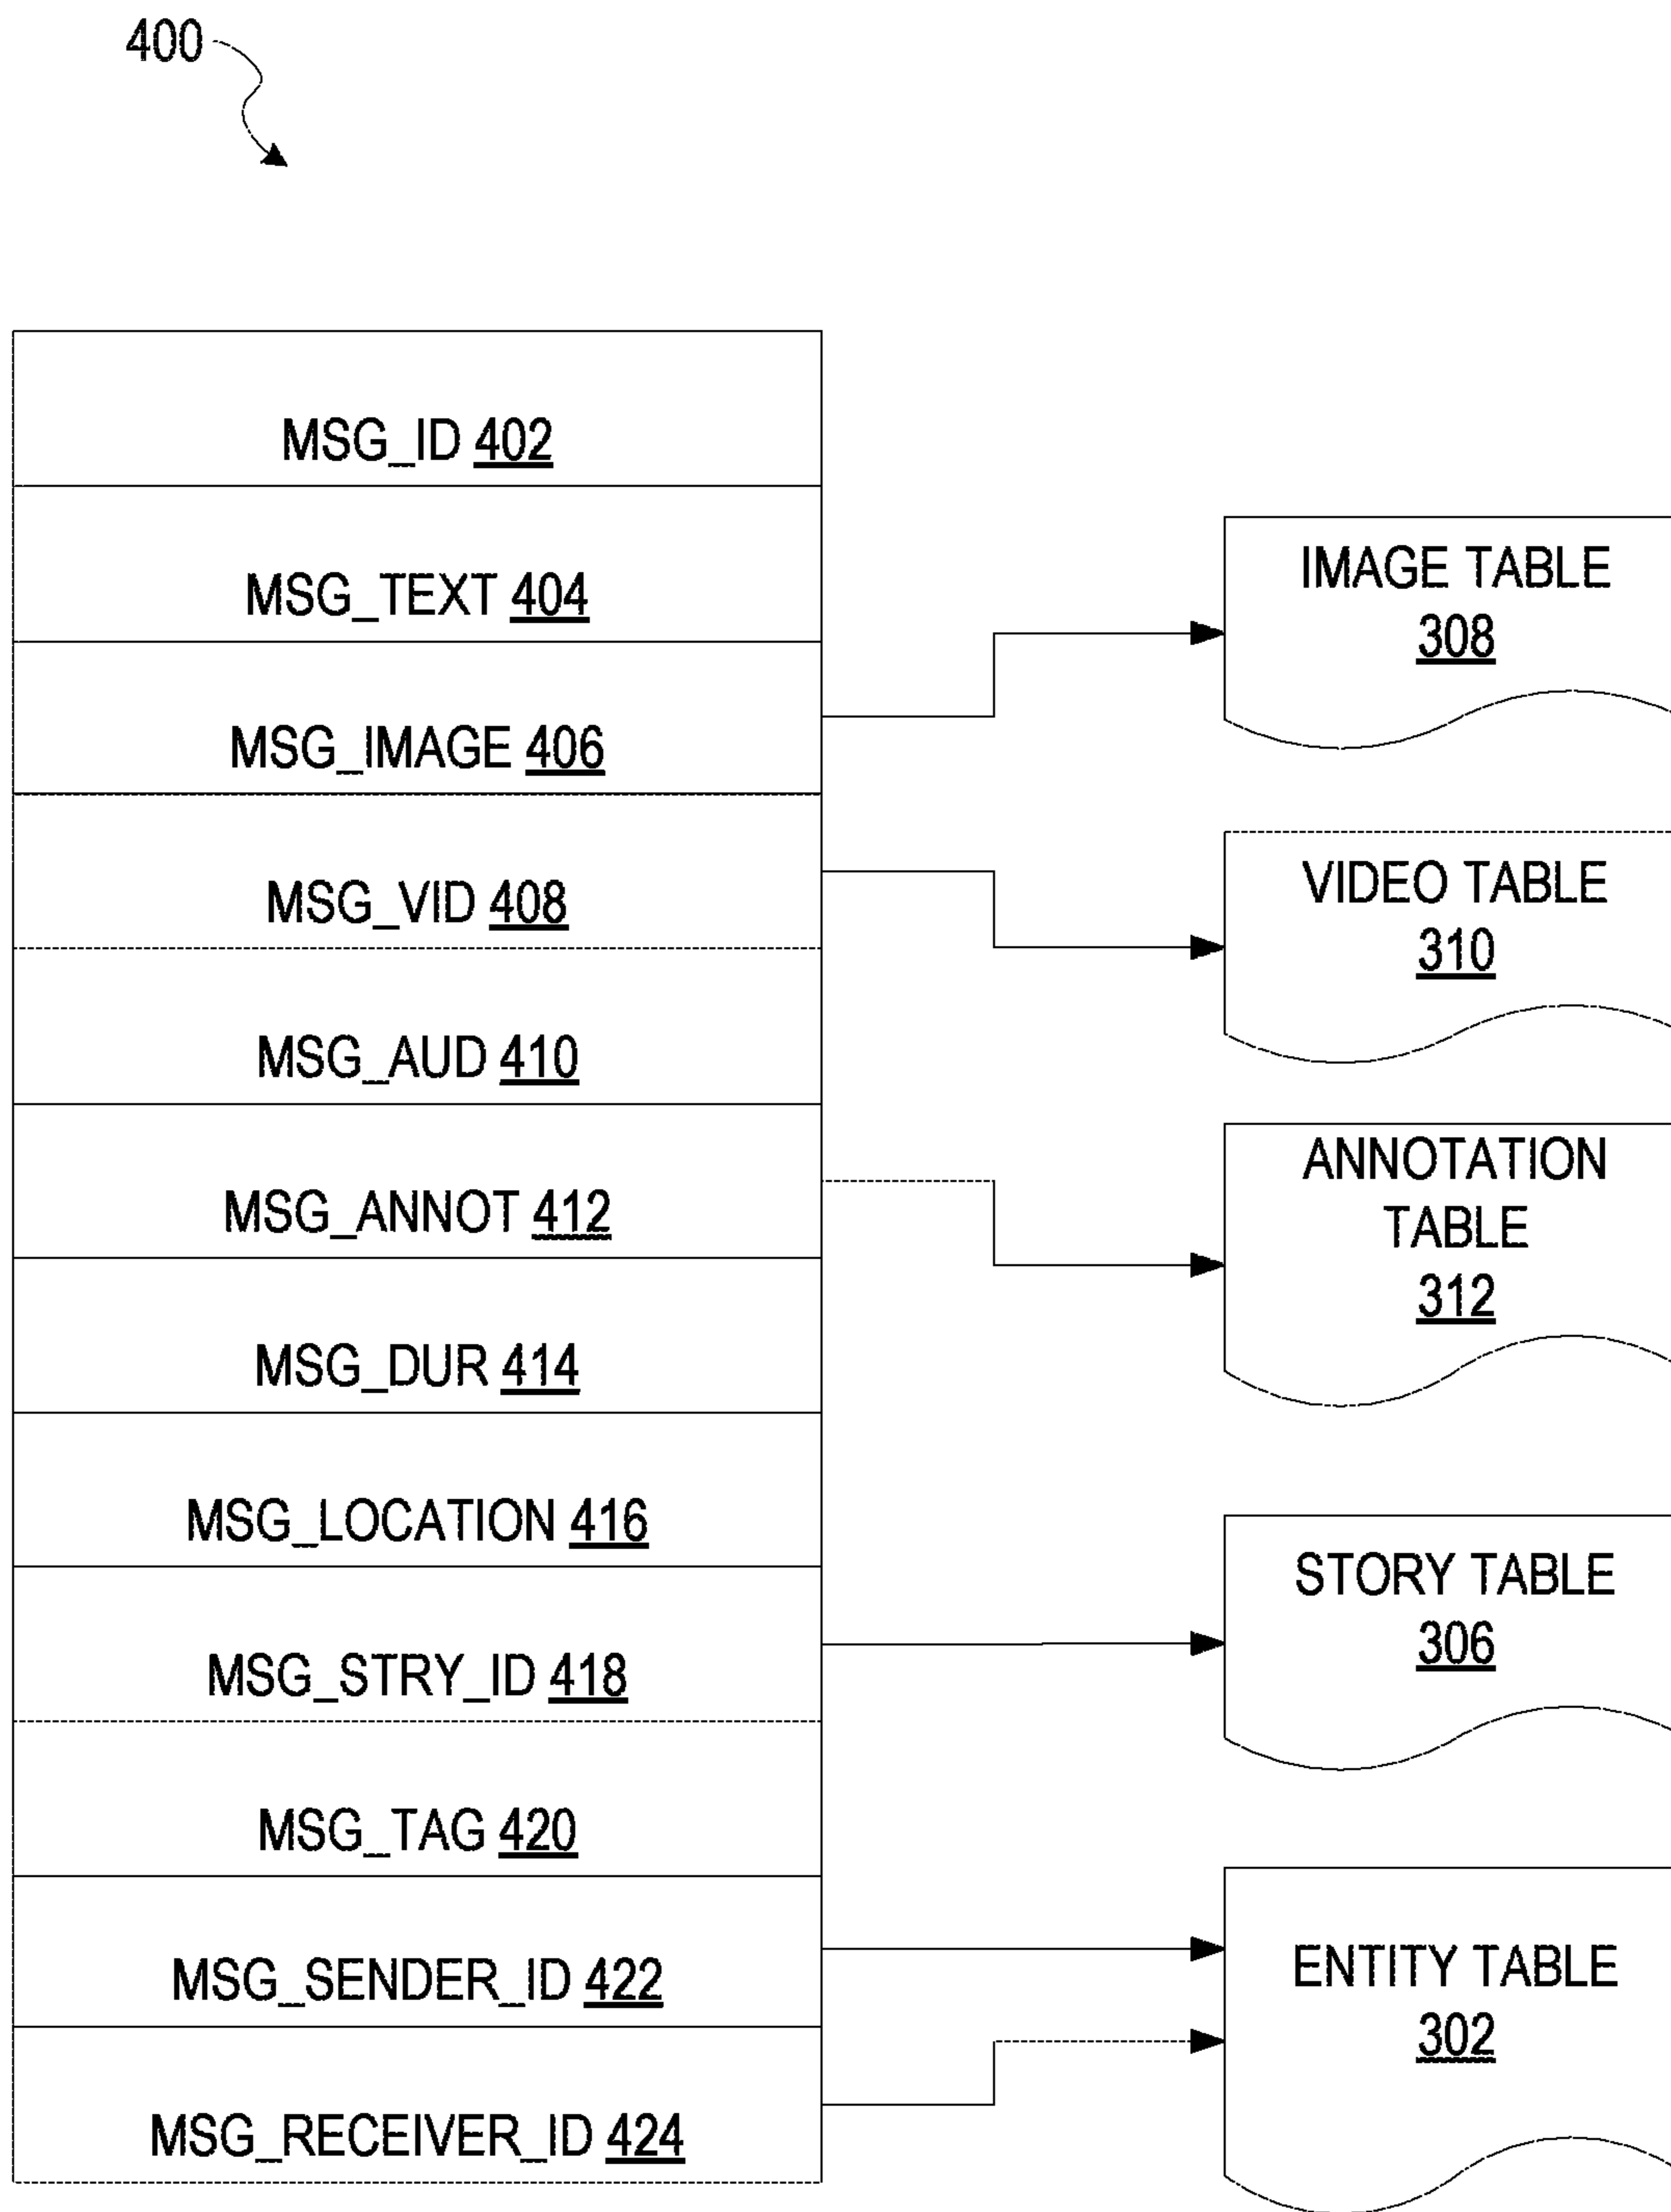 400
MSG_ID 402
MSG_TEXT 404
MSG_IMAGE 406
MSG_VID 408
MSG_AUD 410
MSG_ANNOT 412
MSG_DUR 414
MSG_LOCATION 416
MSG_STRY_ID 418
MSG_TAG 420
MSG_SENDER_ID 422
MSG_RECEIVER_ID 424
IMAGE TABLE
308
VIDEO TABLE
310
ANNOTATION
TABLE
312
STORY TABLE
306
ENTITY TABLE
302